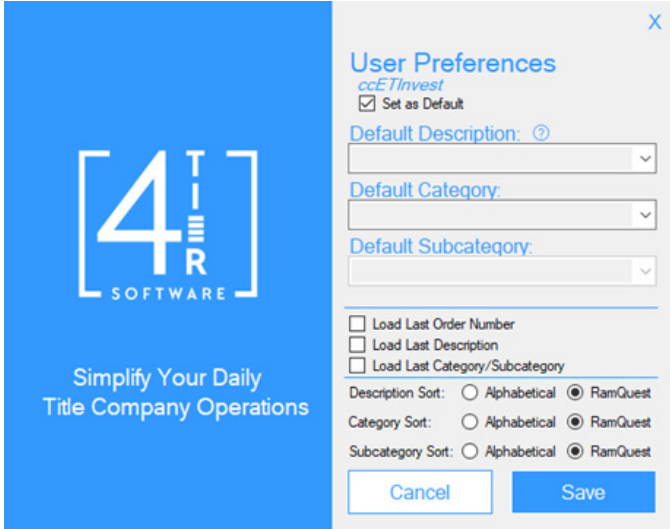 4
TIER
SOFTWARE
Simplify Your Daily
Title Company Operations
X
User Preferences
ccETInvest
Set as Default
Default Description: ?
Default Category:
Default Subcategory:
Load Last Order Number
Load Last Description
Load Last Category/Subcategory
Description Sort: Alphabetical RamQuest
Category Sort: Alphabetical RamQuest
Subcategory Sort: Alphabetical RamQuest
Cancel Save